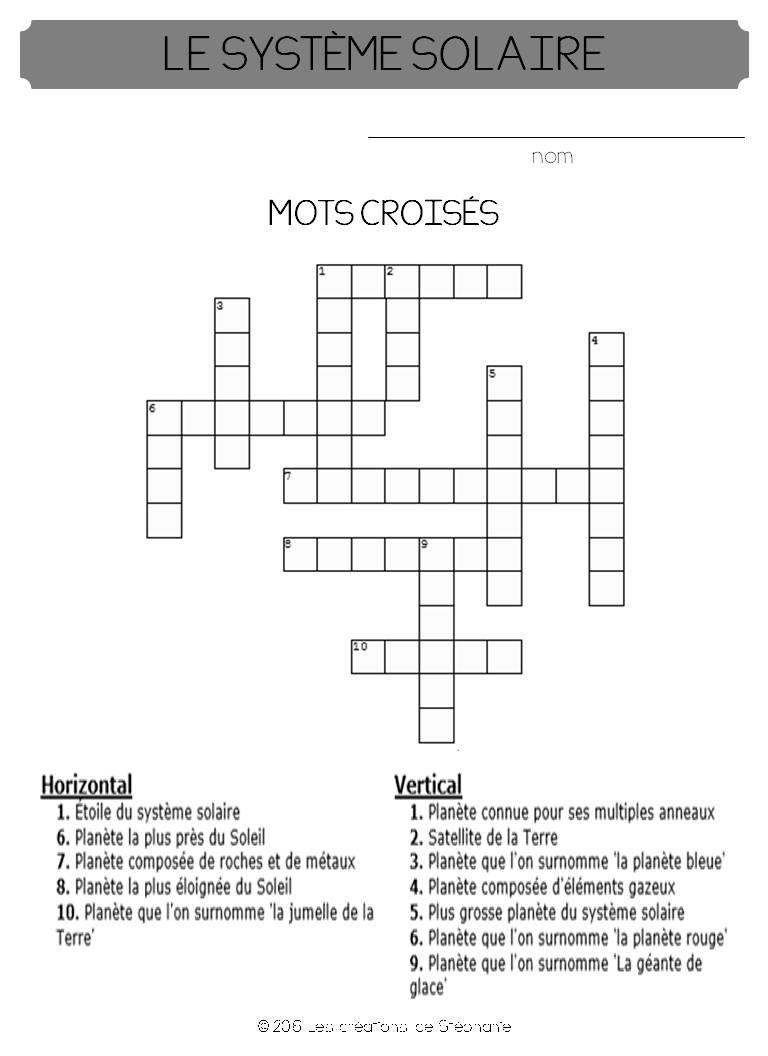 LE SYSTÈME SOLAIRE
nom
MOTS CROISÉS
1
2
3
4
5
6
7
8
9
10
Horizontal
1. Étoile du système solaire
6. Planète la plus près du Soleil
7. Planète composée de roches et de métaux
8. Planète la plus éloignée du Soleil
10. Planète que l'on surnomme 'la jumelle de la
Terre'
Vertical
1. Planète connue pour ses multiples anneaux
2. Satellite de la Terre
3. Planète que l'on surnomme 'la planète bleue'
4. Planète composée d'éléments gazeux
5. Plus grosse planète du système solaire
6. Planète que l'on surnomme 'la planète rouge'
9. Planète que l'on surnomme 'La géante de
glace'
Les créations de Stéphanie